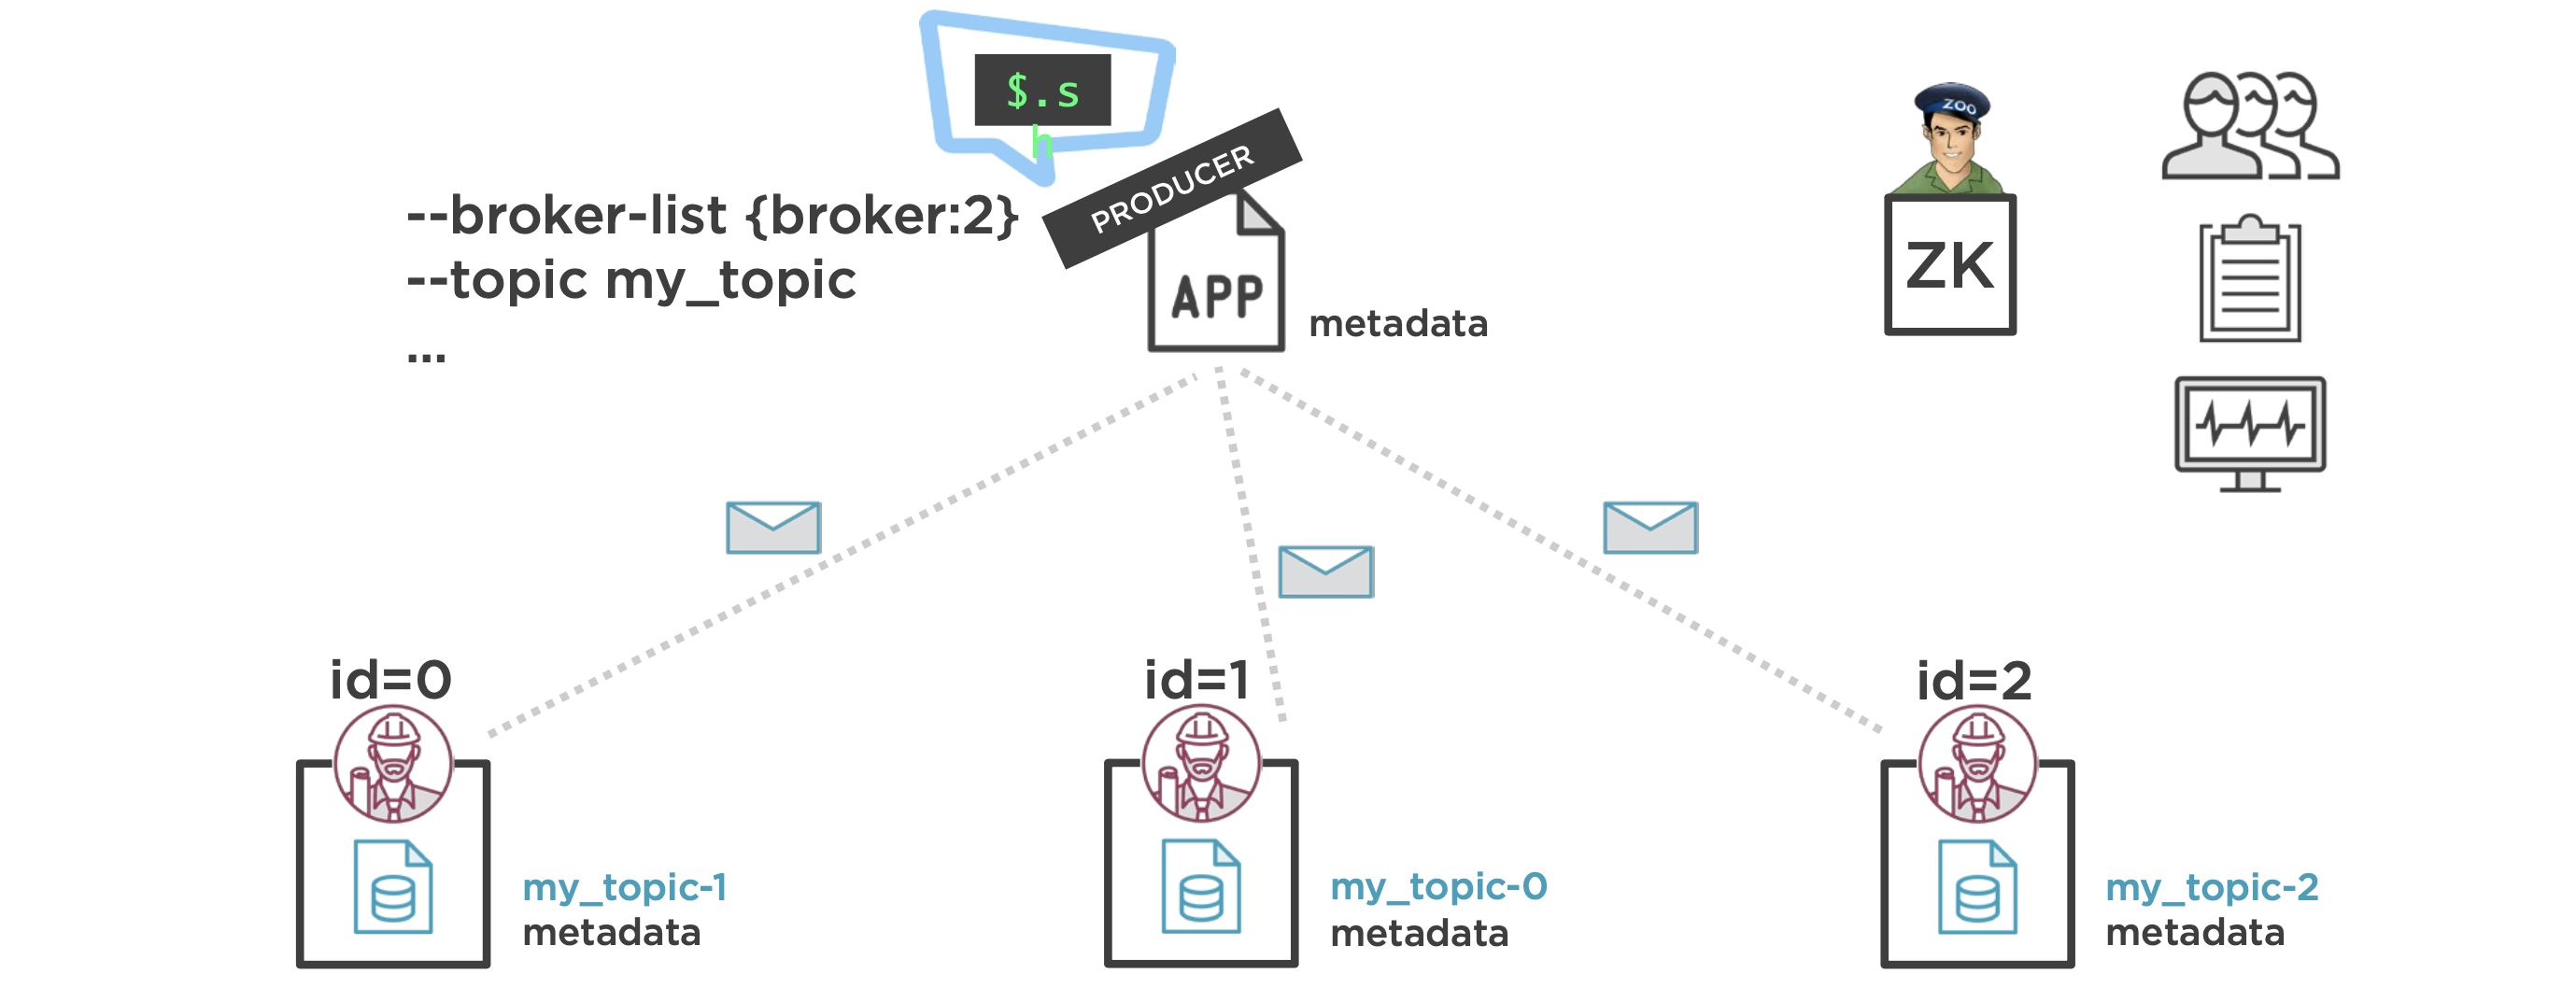 $.s
h
PRODUCER
--broker-list {broker:2}
--topic my_topic
...
APP
metadata
ZOO
ZK
id=0
id=1
id=2
my_topic-1
metadata
my_topic-0
metadata
my_topic-2
metadata